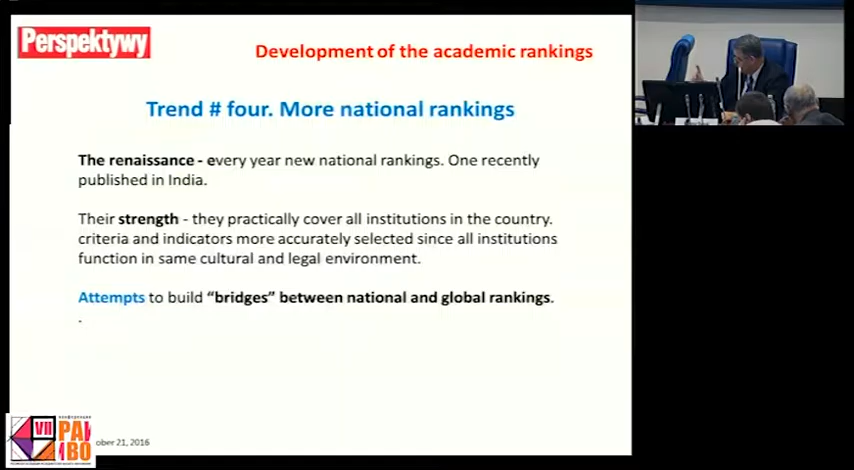 Perspektywy
Development of the academic rankings
Trend # four. More national rankings
The renaissance - every year new national rankings. One recently
published in India.
Their strength - they practically cover all institutions in the country.
criteria and indicators more accurately selected since all institutions
function in same cultural and legal environment.
Attempts to build “bridges” between national and global rankings.
.
VII
конференция
ober 21, 2016